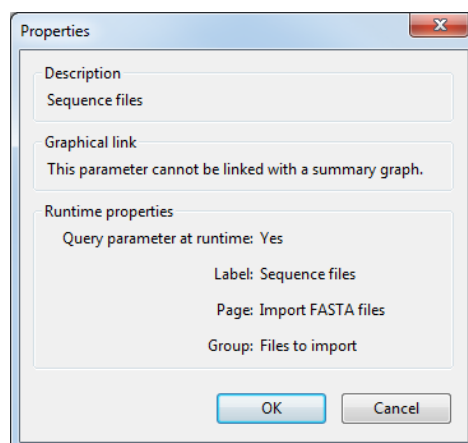 Properties
Description
Sequence files
Graphical link
This parameter cannot be linked with a summary graph.
Runtime properties
Query parameter at runtime: Yes
Label: Sequence files
Page: Import FASTA files
Group: Files to import
OK Cancel